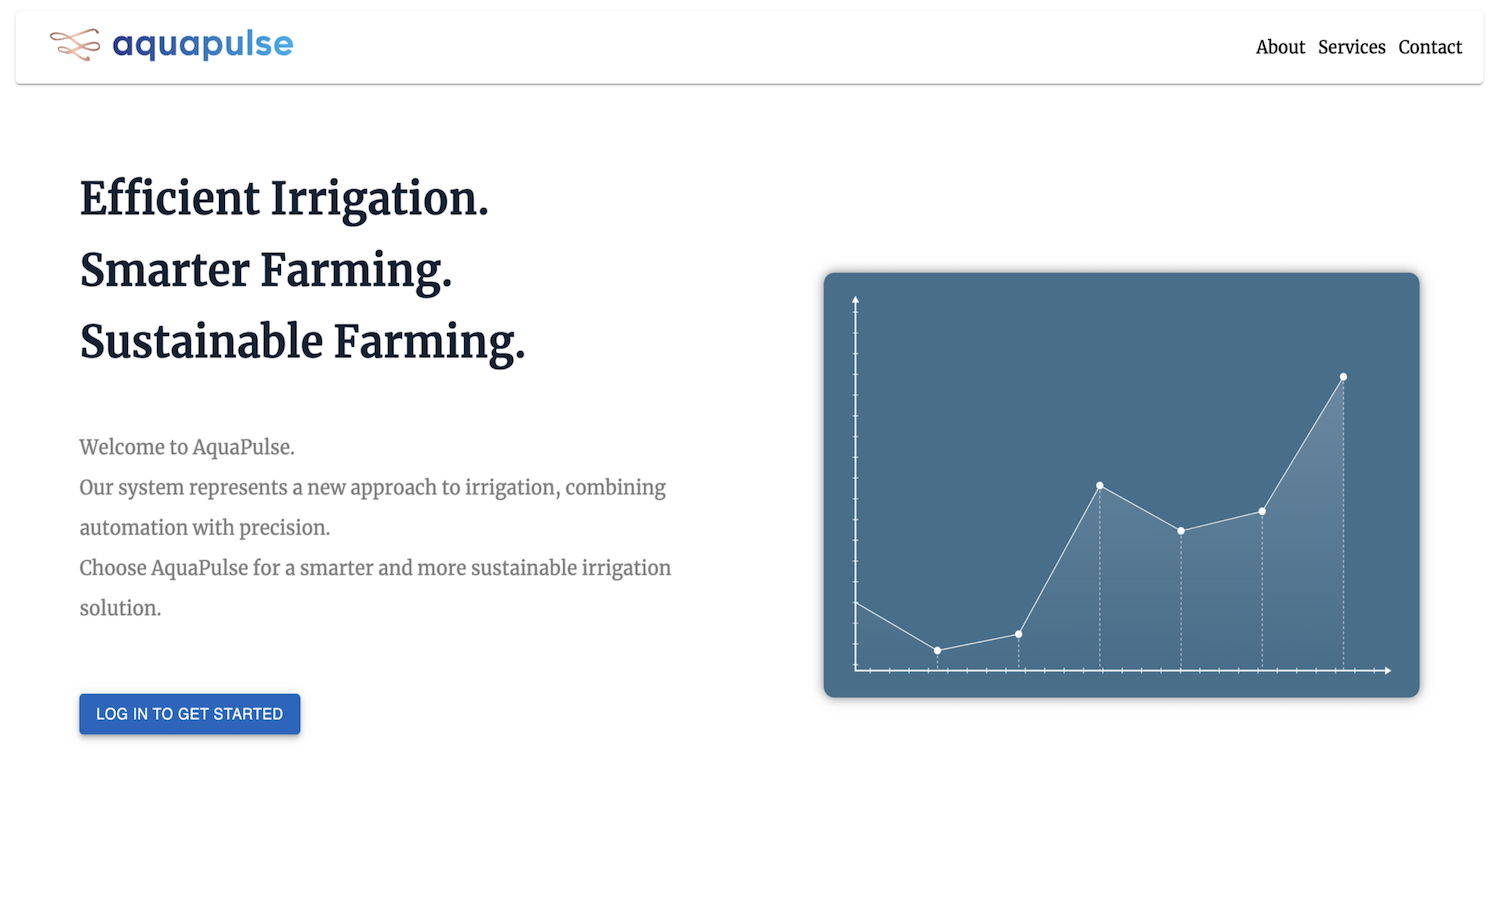 aquapulse
About Services Contact
Efficient Irrigation.
Smarter Farming.
Sustainable Farming.
Welcome to AquaPulse.
Our system represents a new approach to irrigation, combining
automation with precision.
Choose AquaPulse for a smarter and more sustainable irrigation
solution.
LOG IN TO GET STARTED